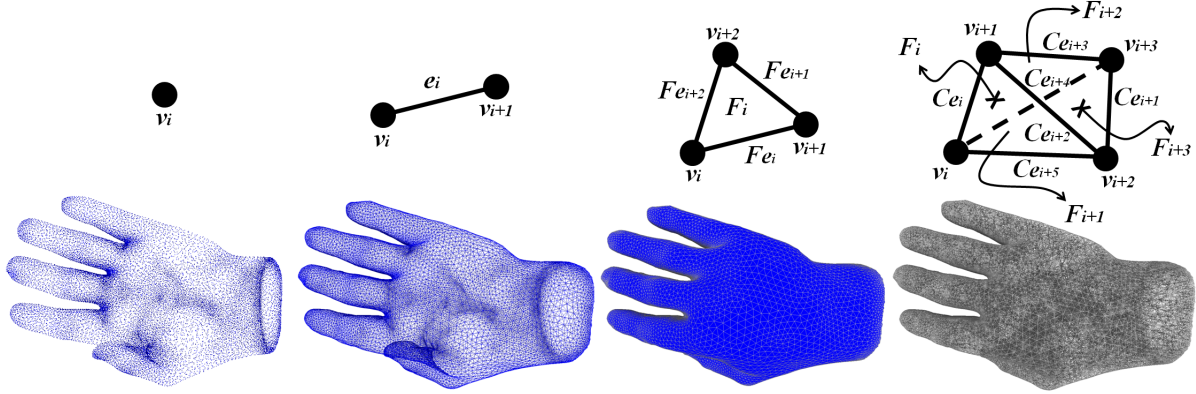 vi
ei
vi
vi+1
vi+2
Fei+2
Fei+1
Fi
Fei
vi
vi+1
Fi+2
Fi
vi+1
Cei+3
vi+3
Cei
Cei+4
Cei+1
Cei+2
Fi+3
vi
Cei+5
vi+2
Fi+1